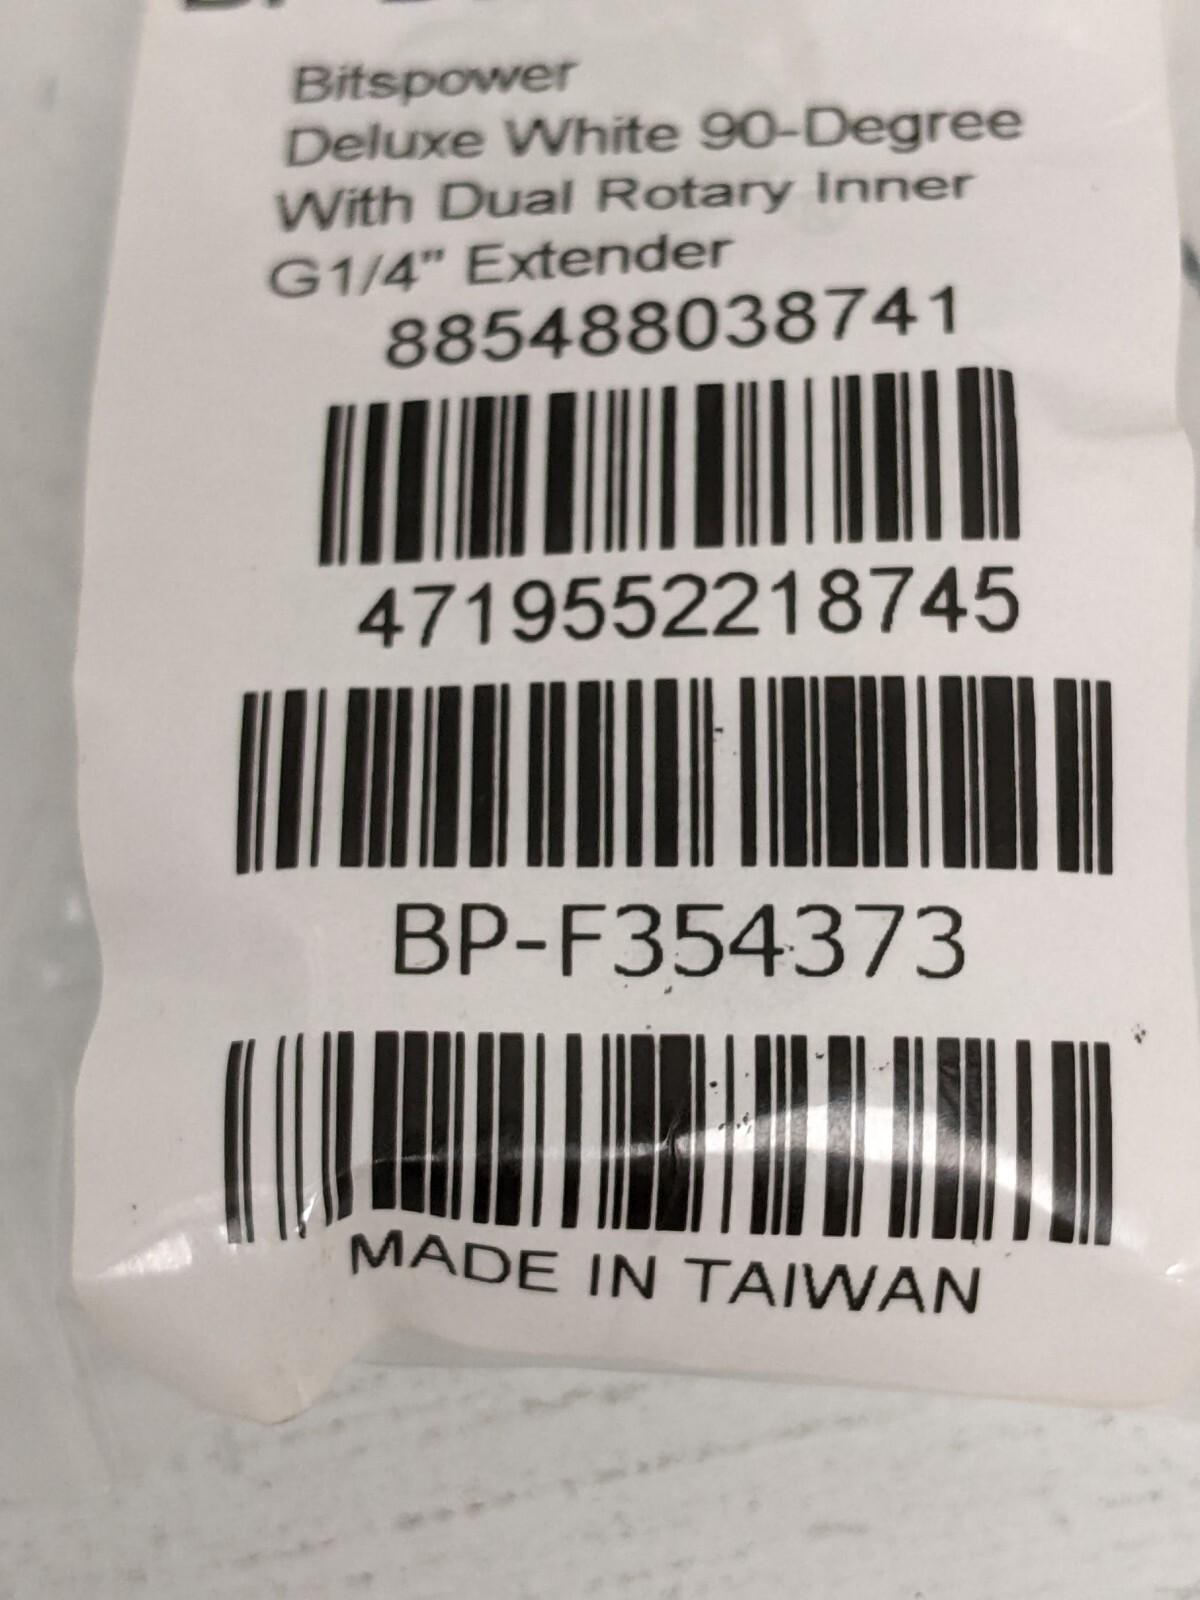 Bitspower
Deluxe White 90-Degree
With Dual Rotary Inner
G1/4" Extender
885488038741
4719552218745
BP-F354373
MADE IN TAIWAN